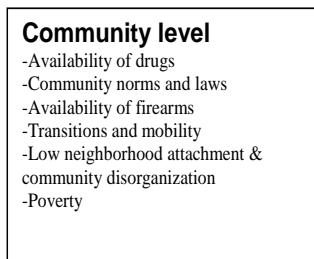 Community level
-Availability of drugs
-Community norms and laws
-Availability of firearms
-Transitions and mobility
-Low neighborhood attachment &
community disorganization
-Poverty